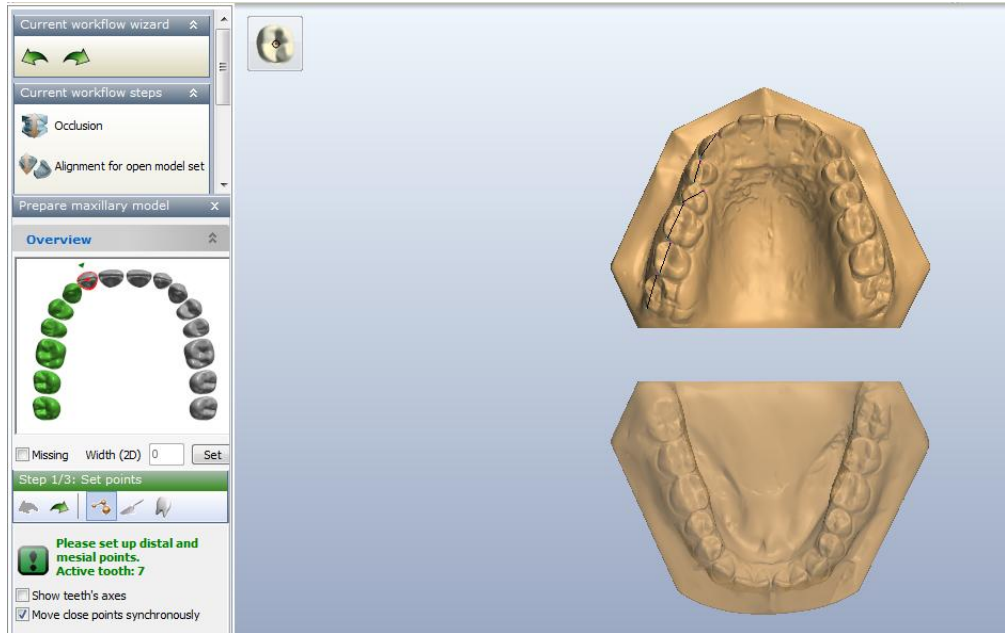 Current workflow wizard
Current workflow steps
Occlusion
Alignment for open model set
Prepare maxillary model X
Overview
Missing Width (2D) 0 Set
Step 1/3: Set points
Please set up distal and
mesial points.
Active tooth: 7
Show teeth's axes
Move close points synchronously